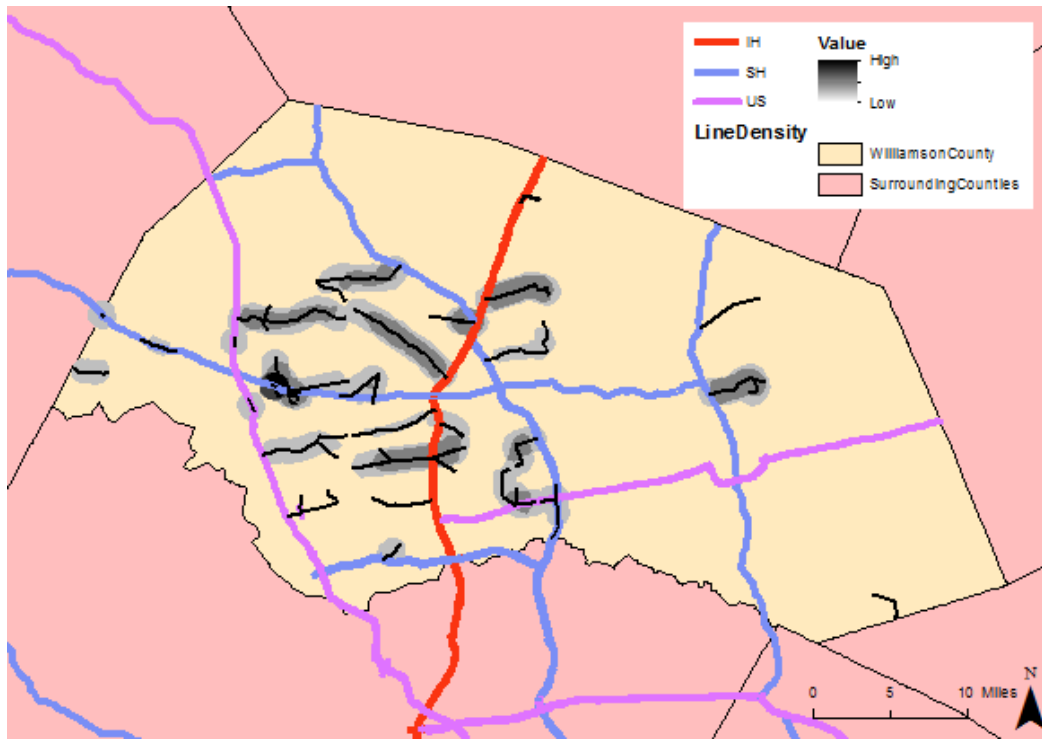 IH
SH
US
LineDensity
Value
High
Low
WilliamsonCounty
SurroundingCounties
N
0 5 10 Miles